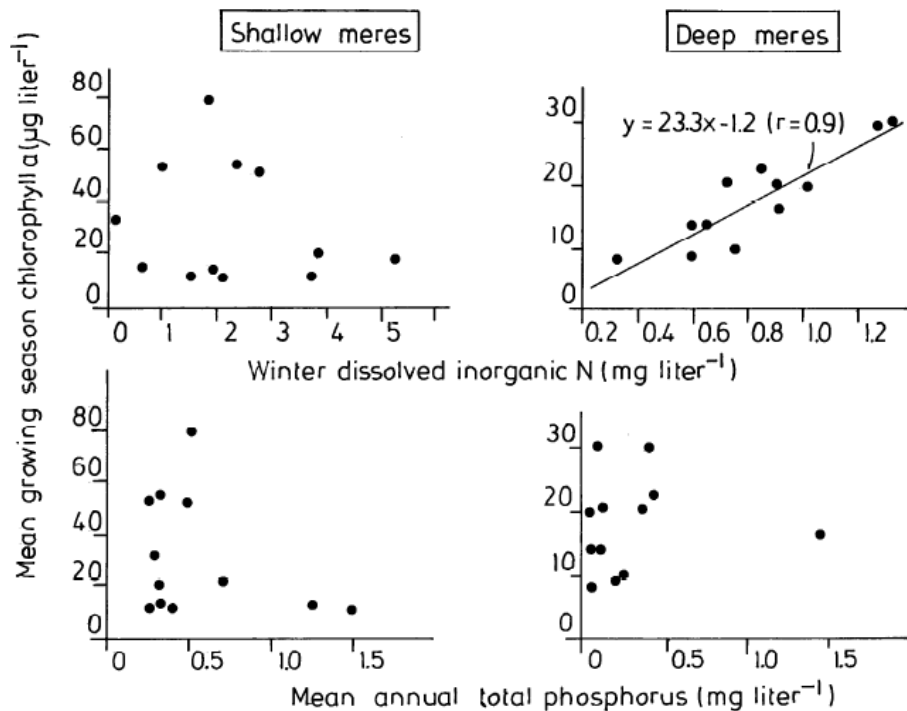 Shallow meres
Deep meres
Mean growing season chlorophyll a (µg liter⁻¹)
80
60
40
20
0
0 1 2 3 4 5
30
20
10
0
y = 23.3x - 1.2 (r = 0.9)
0.2 0.4 0.6 0.8 1.0 1.2
Winter dissolved inorganic N (mg liter⁻¹)
80
60
40
20
0
0 0.5 1.0 1.5
30
20
10
0
0 0.5 1.0 1.5
Mean annual total phosphorus (mg liter⁻¹)